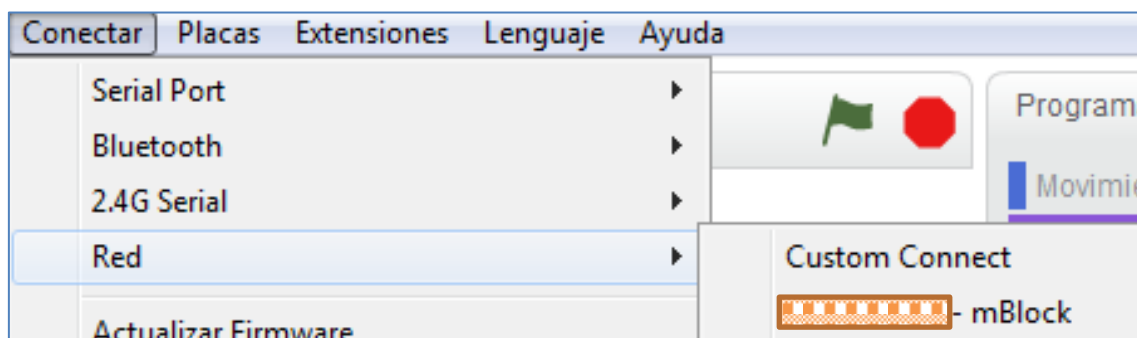 Conectar Placas Extensiones Lenguaje Ayuda
Serial Port
Program
Bluetooth
Movimie
2.4G Serial
Red
Custom Connect
- mBlock
Actualizar Firmware